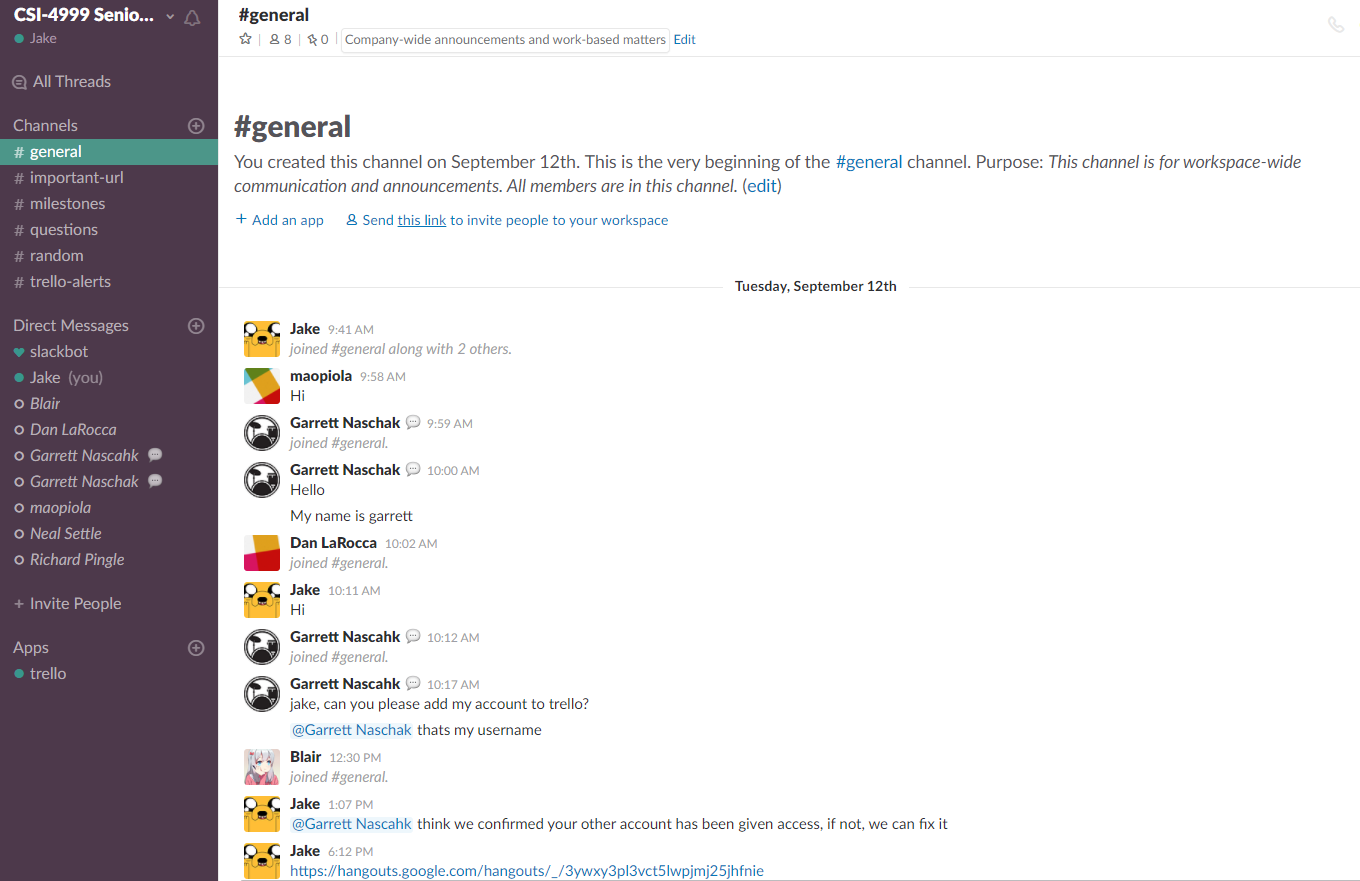 CSI-4999 Senio...
Jake
All Threads
Channels
# general
# important-url
# milestones
# questions
# random
# trello-alerts
Direct Messages
slackbot
Jake (you)
Blair
Dan LaRocca
Garrett Nascahk
Garrett Naschak
maopiola
Neal Settle
Richard Pingle
+ Invite People
Apps
trello
#general
8 | 0 | Company-wide announcements and work-based matters Edit
#general
You created this channel on September 12th. This is the very beginning of the #general channel. Purpose: This channel is for workspace-wide
communication and announcements. All members are in this channel. (edit)
+ Add an app Send this link to invite people to your workspace
Tuesday, September 12th
Jake 9:41 AM
joined #general along with 2 others.
maopiola 9:58 AM
Hi
Garrett Naschak 9:59 AM
joined #general.
Garrett Naschak 10:00 AM
Hello
My name is garrett
Dan LaRocca 10:02 AM
joined #general.
Jake 10:11 AM
Hi
Garrett Nascahk 10:12 AM
joined #general.
Garrett Nascahk 10:17 AM
jake, can you please add my account to trello?
@Garrett Naschak thats my username
Blair 12:30 PM
joined #general.
Jake 1:07 PM
@Garrett Nascahk think we confirmed your other account has been given access, if not, we can fix it
Jake 6:12 PM
https://hangouts.google.com/hangouts/_/3ywxy3pl3vct5lwpjmj25jhfnie